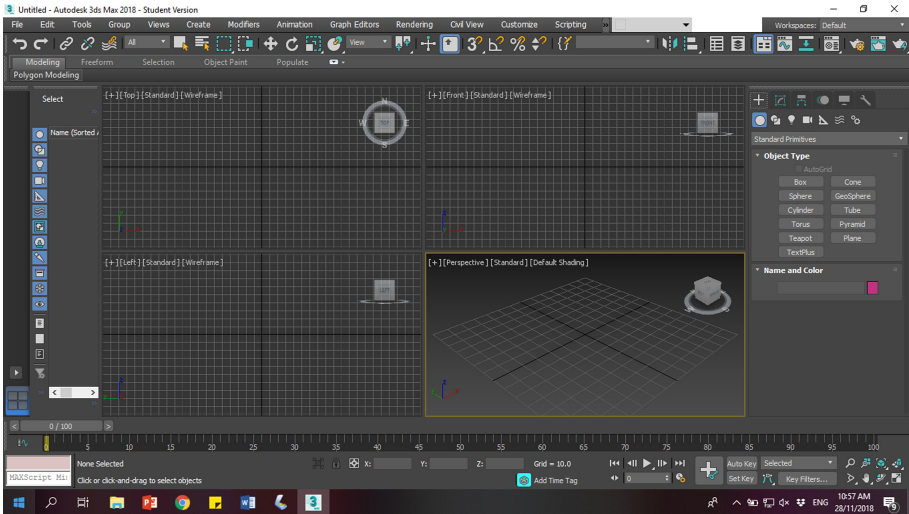 Untitled - Autodesk 3ds Max 2018 - Student Version
File Edit Tools Group Views Create Modifiers Animation Graph Editors Rendering Civil View Customize Scripting » Workspaces: Default
All View
Modeling Freeform Selection Object Paint Populate
Polygon Modeling
Select
Name (Sorted A
[+] [Top] [Standard] [Wireframe]
N
W TOP E
S
[+] [Front] [Standard] [Wireframe]
FRONT
[+] [Left] [Standard] [Wireframe]
LEFT
[+] [Perspective] [Standard] [Default Shading]
Standard Primitives
Object Type
AutoGrid
Box Cone
Sphere GeoSphere
Cylinder Tube
Torus Pyramid
Teapot Plane
TextPlus
Name and Color
< 0 / 100 >
0 5 10 15 20 25 30 35 40 45 50 55 60 65 70 75 80 85 90 95 100
None Selected X: Y: Z: Grid = 10.0 Auto Key Selected
MAXScript Mi: Click or click-and-drag to select objects Add Time Tag 0 Set Key Key Filters...
ENG 10:57 AM
28/11/2018